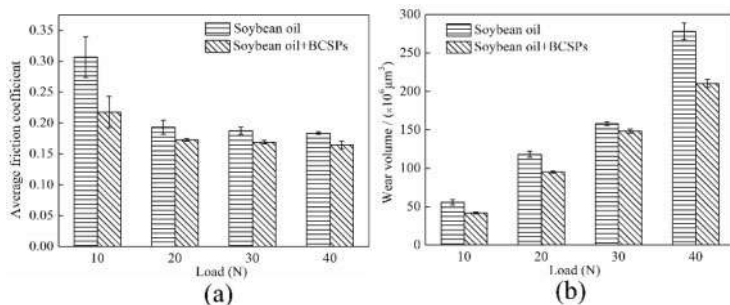 (a)
Soybean oil
Soybean oil+BCSPs
Average friction coefficient
0.35
0.30
0.25
0.20
0.15
0.10
0.05
0.00
10 20 30 40
Load (N)
(a)
(b)
Soybean oil
Soybean oil+BCSPs
Wear volume / (×10⁶μm³)
300
250
200
150
100
50
0
10 20 30 40
Load (N)
(b)